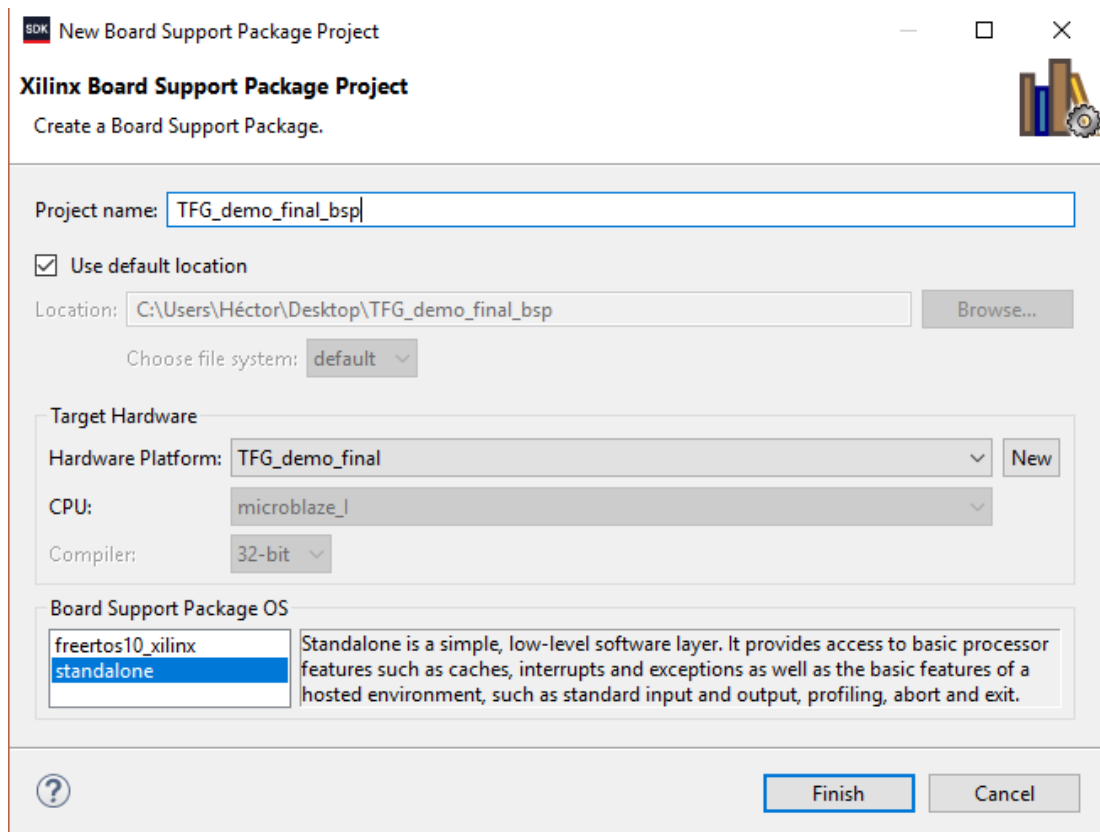 SDK New Board Support Package Project
Xilinx Board Support Package Project
Create a Board Support Package.
Project name: TFG_demo_final_bsp
Use default location
Location: C:\Users\Héctor\Desktop\TFG_demo_final_bsp Browse...
Choose file system: default
Target Hardware
Hardware Platform: TFG_demo_final New
CPU: microblaze_I
Compiler: 32-bit
Board Support Package OS
freertos10_xilinx
standalone
Standalone is a simple, low-level software layer. It provides access to basic processor
features such as caches, interrupts and exceptions as well as the basic features of a
hosted environment, such as standard input and output, profiling, abort and exit.
? Finish Cancel